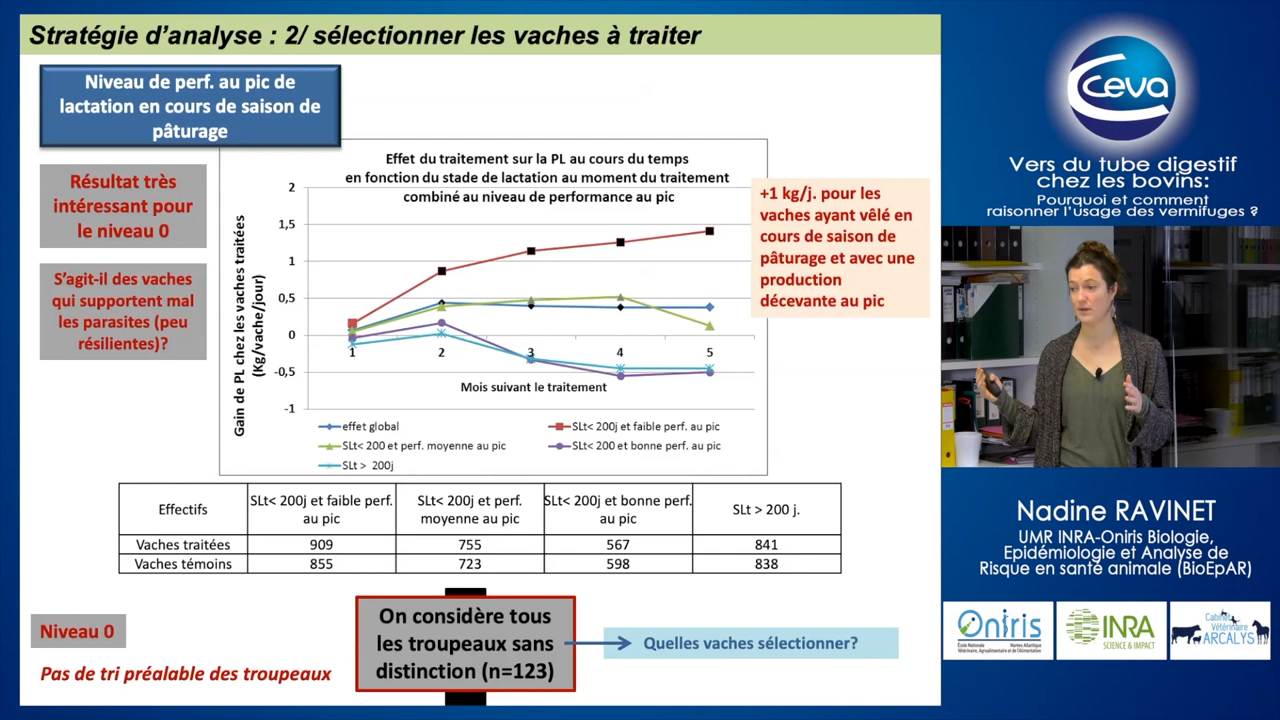 Stratégie d'analyse : 2/ sélectionner les vaches à traiter
Niveau de perf. au pic de
lactation en cours de saison de
pâturage
Résultat très
intéressant pour
le niveau 0
S'agit-il des vaches
qui supportent mal
les parasites (peu
résilientes)?
Effet du traitement sur la PL au cours du temps
en fonction du stade de lactation au moment du traitement
combiné au niveau de performance au pic
Gain de PL chez les vaches traitées
(Kg/vache/jour)
2
1,5
1
0,5
0
-0,5
-1
1 2 3 4 5
Mois suivant le traitement
effet global
SLt< 200j et faible perf. au pic
SLt< 200 et perf. moyenne au pic
SLt< 200 et bonne perf. au pic
SLt > 200j
+1 kg/j. pour les
vaches ayant vêlé en
cours de saison de
pâturage et avec une
production
décevante au pic
Effectifs
SLt< 200j et faible perf.
au pic
SLt< 200j et perf.
moyenne au pic
SLt< 200j et bonne perf.
au pic
SLt > 200 j.
Vaches traitées 909 755 567 841
Vaches témoins 855 723 598 838
Niveau 0
Pas de tri préalable des troupeaux
On considère tous
les troupeaux sans
distinction (n=123)
Quelles vaches sélectionner?
ceva
Vers du tube digestif
chez les bovins:
Pourquoi et comment
raisonner l'usage des vermifuges ?
Nadine RAVINET
UMR INRA-Oniris Biologie,
Epidémiologie et Analyse de
Risque en santé animale (BioEpAR)
Oniris
École Nationale
Vétérinaire, Agroalimentaire et de l'Alimentation
Nantes Atlantique
INRA
SCIENCE & IMPACT
Cabinet
Vétérinaire
ARCALYS